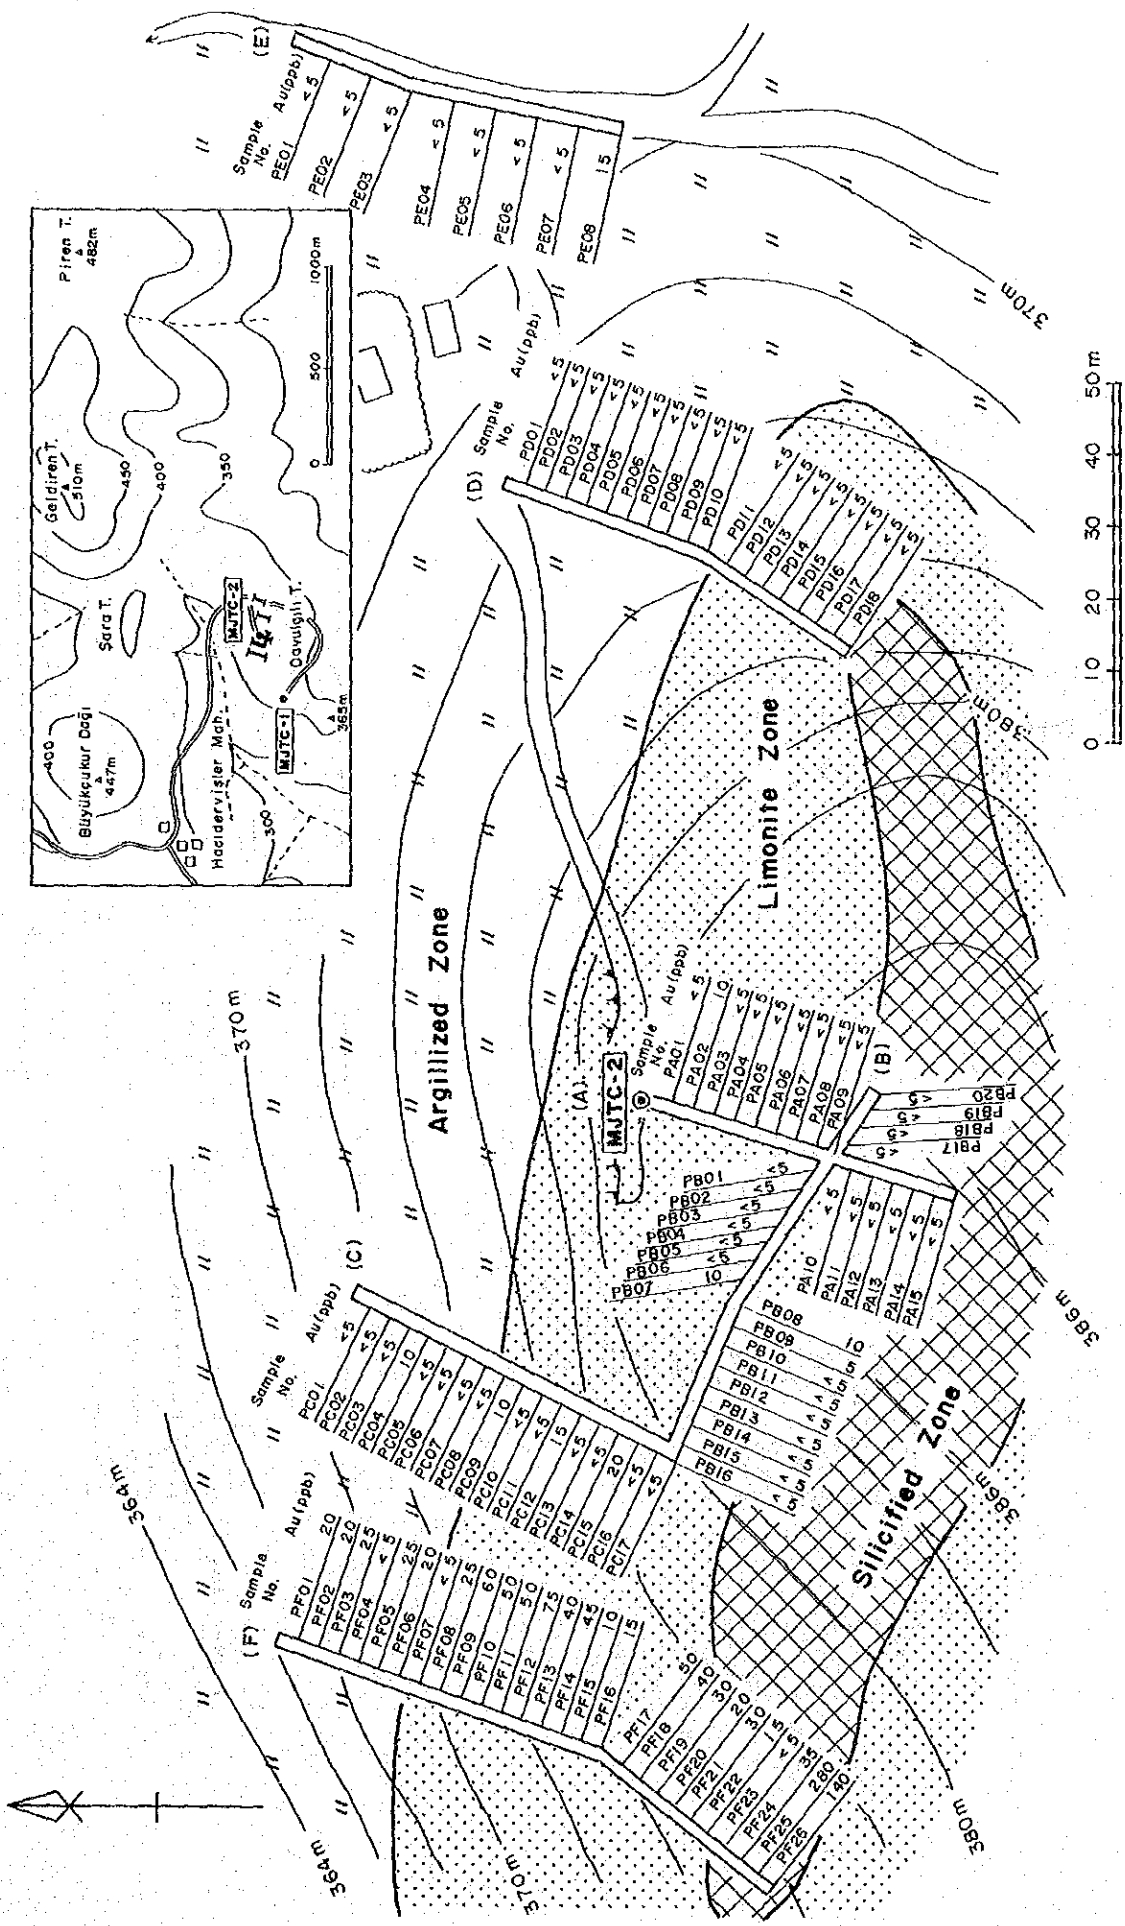 (F)
Sample No. Au(ppb)
PF01 20
PF02 20
PF03 25
PF04 <5
PF05 25
PF06 20
PF07 <5
PF08 25
PF09 60
PF10 50
PF11 50
PF12 75
PF13 40
PF14 45
PF15 10
PF16 15
PF17 50
PF18 40
PF19 30
PF20 20
PF21 30
PF22 15
PF23 <5
PF24 35
PF25 280
PF26 140
(C)
Sample No. Au(ppb)
PC01 <5
PC02 <5
PC03 <5
PC04 10
PC05 <5
PC06 <5
PC07 <5
PC08 <5
PC09 10
PC10 <5
PC11 <5
PC12 15
PC13 <5
PC14 <5
PC15 20
PC16 <5
PC17 <5
(A)
MJTC-2
Sample No. Au(ppb)
PA01 <5
PA02 10
PA03 <5
PA04 <5
PA05 <5
PA06 <5
PA07 <5
PA08 <5
PA09 <5
PA10 <5
PA11 <5
PA12 <5
PA13 <5
PA14 <5
PA15 <5
(B)
PB01 <5
PB02 <5
PB03 <5
PB04 <5
PB05
PB06 <5
PB07 10
PB08 10
PB09 5
PB10 <5
PB11 <5
PB12 <5
PB13 <5
PB14 <5
PB15 <5
PB16 <5
PB17 <5
PB18 <5
PB19 <5
PB20 <5
(D)
Sample No. Au(ppb)
PD01 <5
PD02 <5
PD03 <5
PD04 <5
PD05 <5
PD06 <5
PD07 <5
PD08 <5
PD09 <5
PD10 <5
PD11 <5
PD12 <5
PD13 <5
PD14 <5
PD15 <5
PD16 <5
PD17 <5
PD18 <5
(E)
Sample No. Au(ppb)
PE01 <5
PE02 <5
PE03 <5
PE04 <5
PE05 <5
PE06 <5
PE07 <5
PE08 15
Argillized Zone
Limonite Zone
Silicified Zone
364m
364m
370m
370m
370m
380m
380m
386m
386m
0 10 20 30 40 50m
400
Büyükçukur Dağı
447m
Şara T.
Geldiren T.
510m
450
400
350
Piren T.
482m
Hacıdervişler Mah.
300
MJTC-1
MJTC-2
Davulgili T.
365m
0 500 1000m